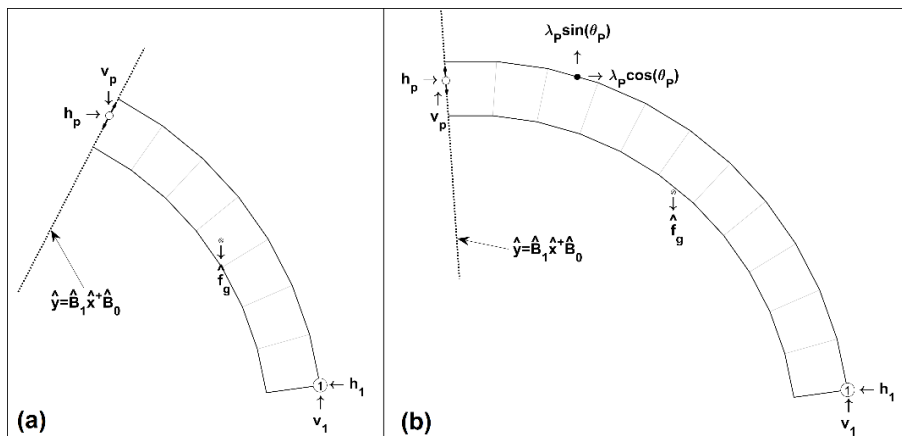 v_p
h_p →
f̂_g
ŷ=B̂_1x̂+B̂_0
1 ← h_1
v_1
(a)
λ_P sin(θ_P)
→ λ_P cos(θ_P)
h_p →
v_p
f̂_g
ŷ=B̂_1x̂+B̂_0
1 ← h_1
v_1
(b)